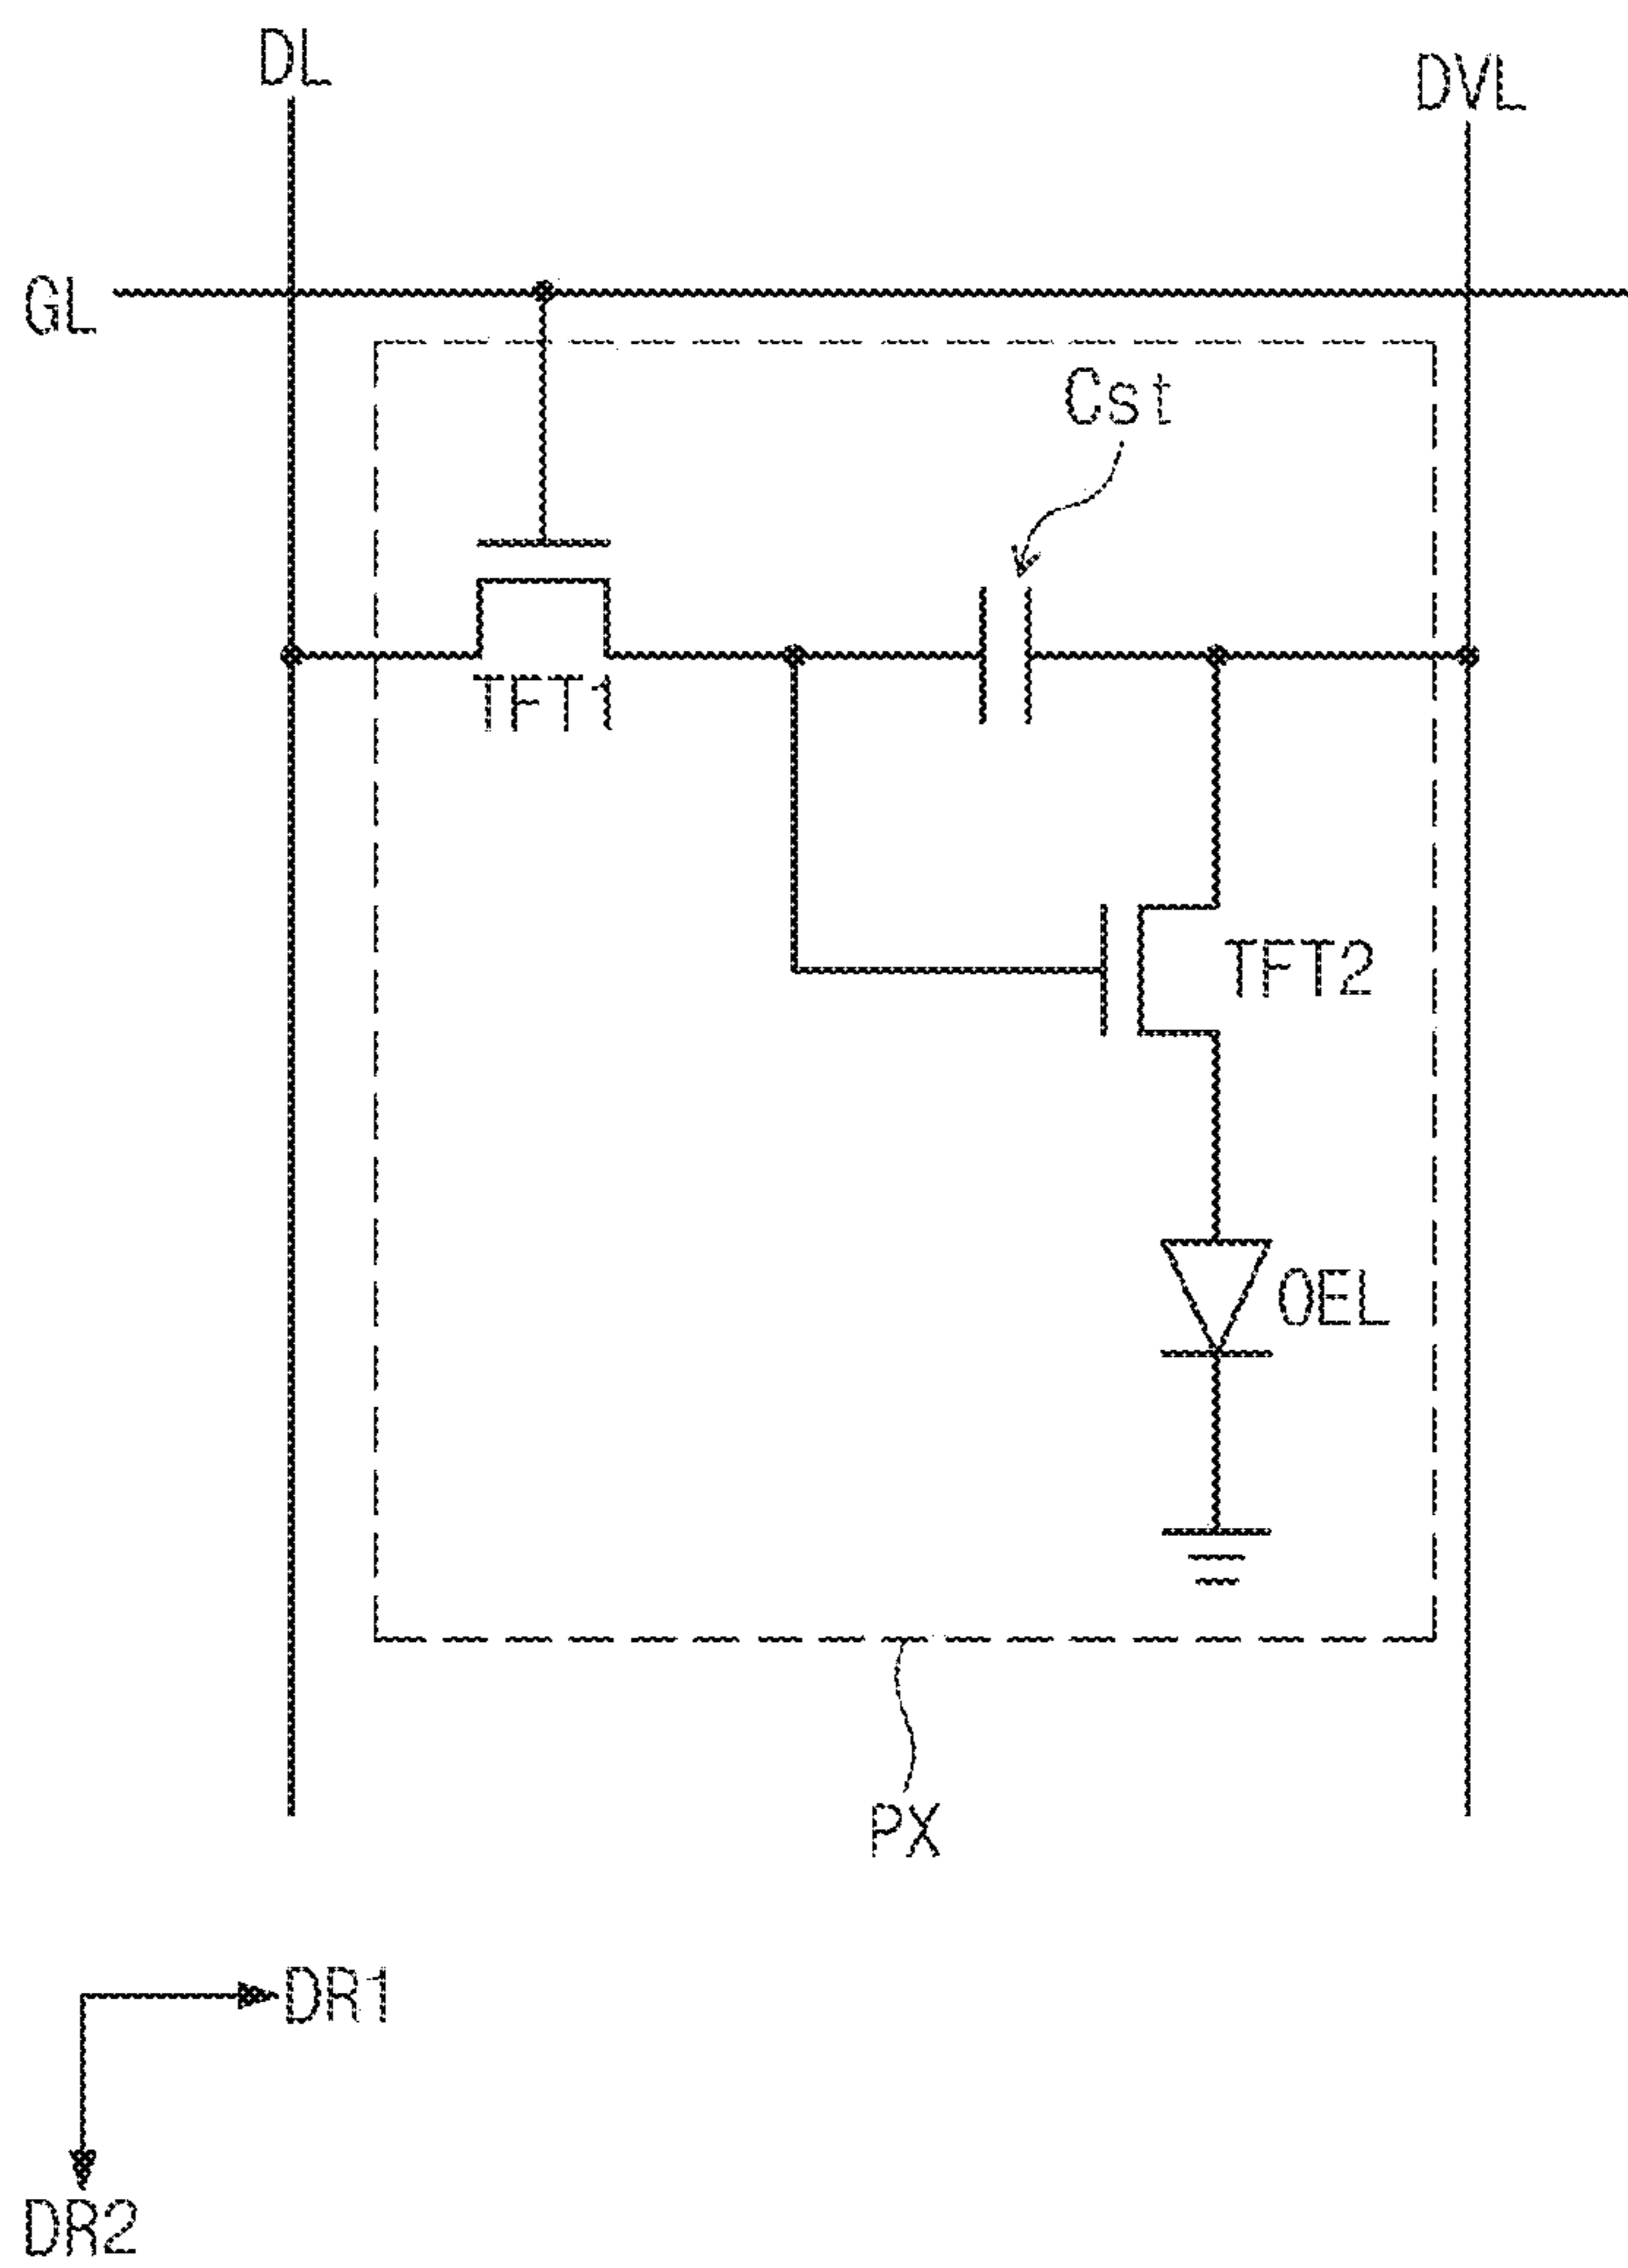 DL
DVL
GL
Cst
TFT1
TFT2
OEL
PX
DR1
DR2